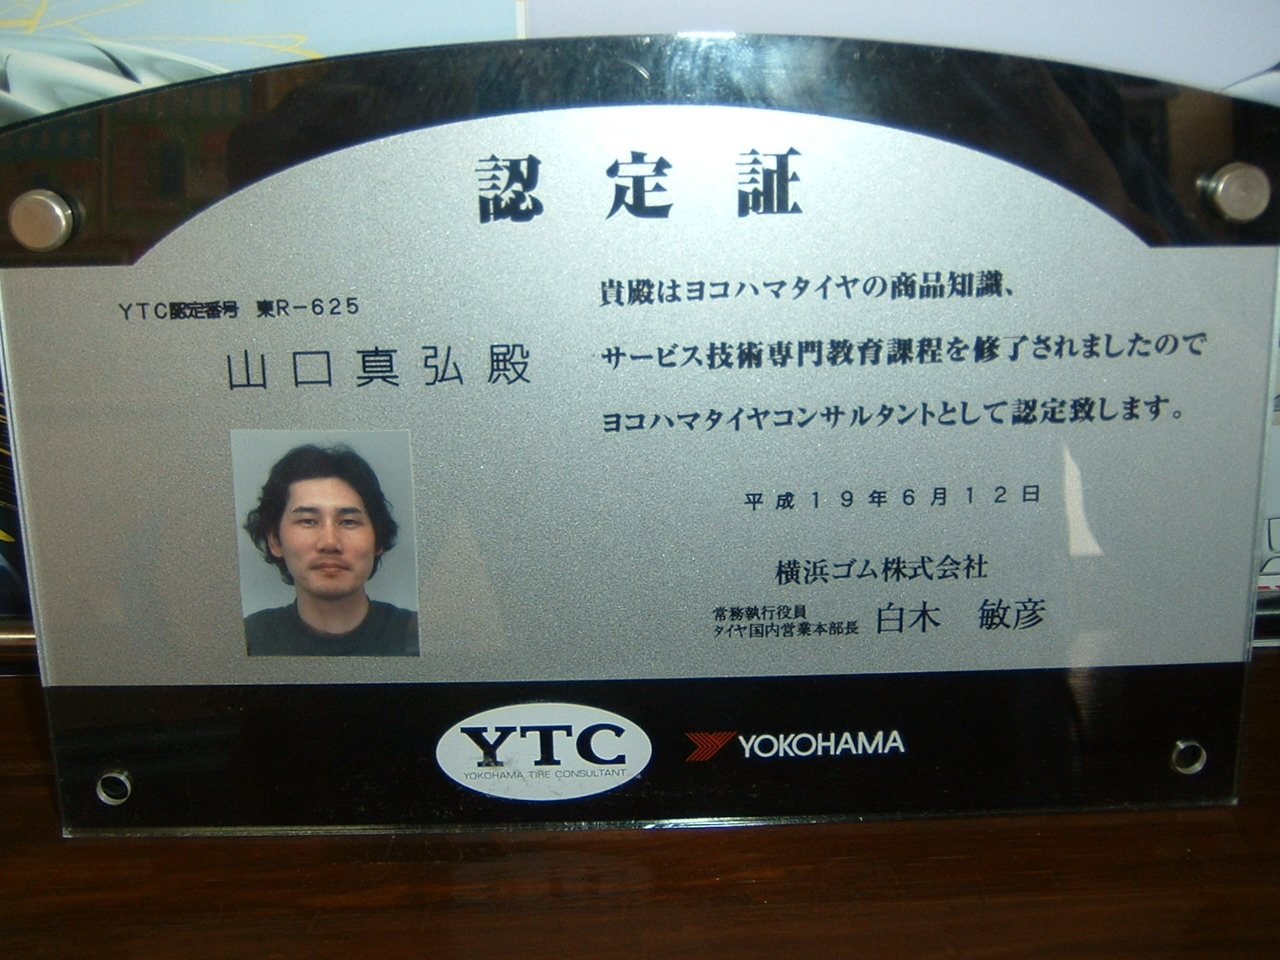 認定証
YTC認定番号 東R-625
山口真弘殿
貴殿はヨコハマタイヤの商品知識、
サービス技術専門教育課程を修了されましたので
ヨコハマタイヤコンサルタントとして認定致します。
平成19年6月12日
横浜ゴム株式会社
常務執行役員
タイヤ国内営業本部長 白木 敏彦
YTC
YOKOHAMA TIRE CONSULTANT
YOKOHAMA